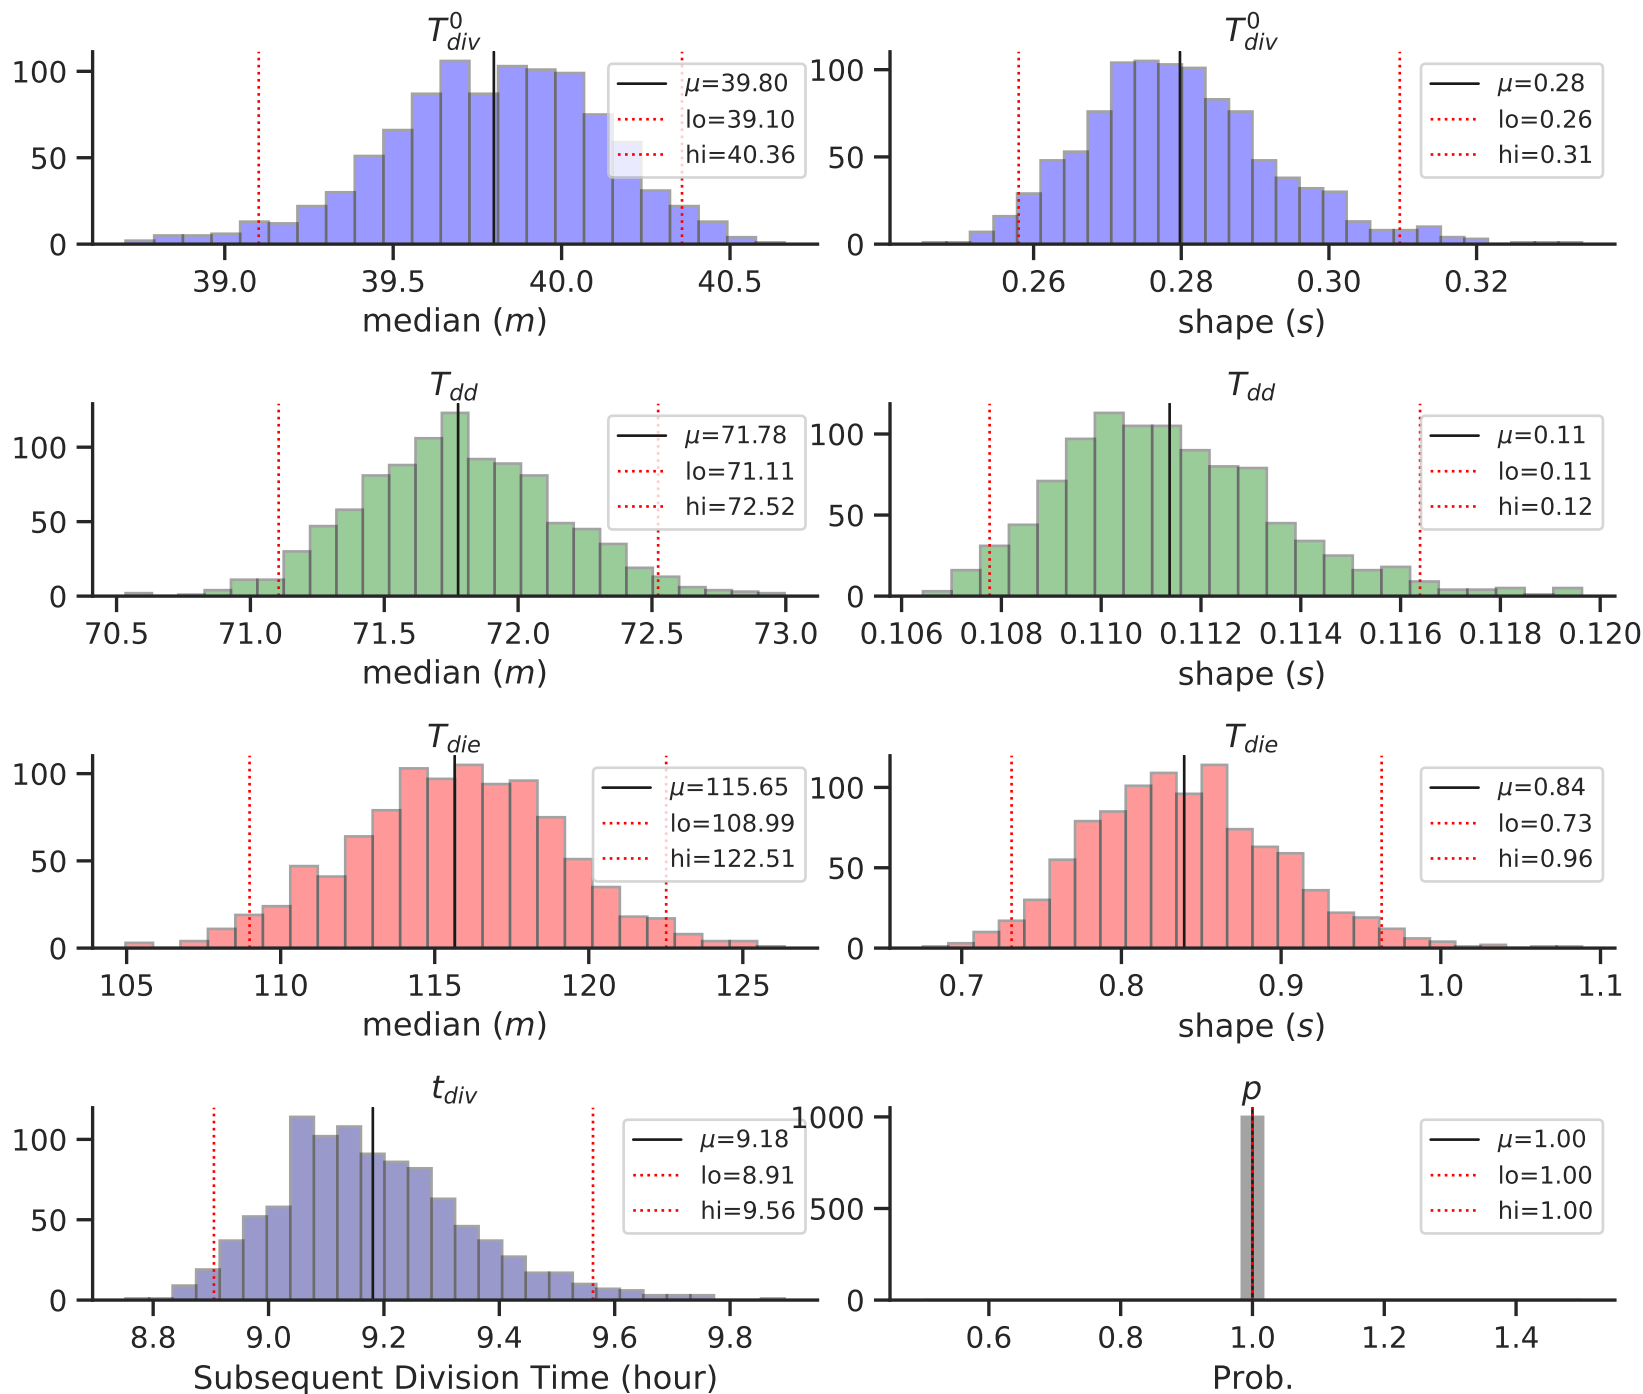 T⁰div
100
50
0
μ=39.80
lo=39.10
hi=40.36
39.0 39.5 40.0 40.5
median (m)
T⁰div
100
50
0
μ=0.28
lo=0.26
hi=0.31
0.26 0.28 0.30 0.32
shape (s)
Tdd
100
50
0
μ=71.78
lo=71.11
hi=72.52
70.5 71.0 71.5 72.0 72.5 73.0
median (m)
Tdd
100
50
0
μ=0.11
lo=0.11
hi=0.12
0.106 0.108 0.110 0.112 0.114 0.116 0.118 0.120
shape (s)
Tdie
100
50
0
μ=115.65
lo=108.99
hi=122.51
105 110 115 120 125
median (m)
Tdie
100
50
0
μ=0.84
lo=0.73
hi=0.96
0.7 0.8 0.9 1.0 1.1
shape (s)
tdiv
100
50
0
μ=9.18
lo=8.91
hi=9.56
8.8 9.0 9.2 9.4 9.6 9.8
Subsequent Division Time (hour)
p
1000
500
0
μ=1.00
lo=1.00
hi=1.00
0.6 0.8 1.0 1.2 1.4
Prob.